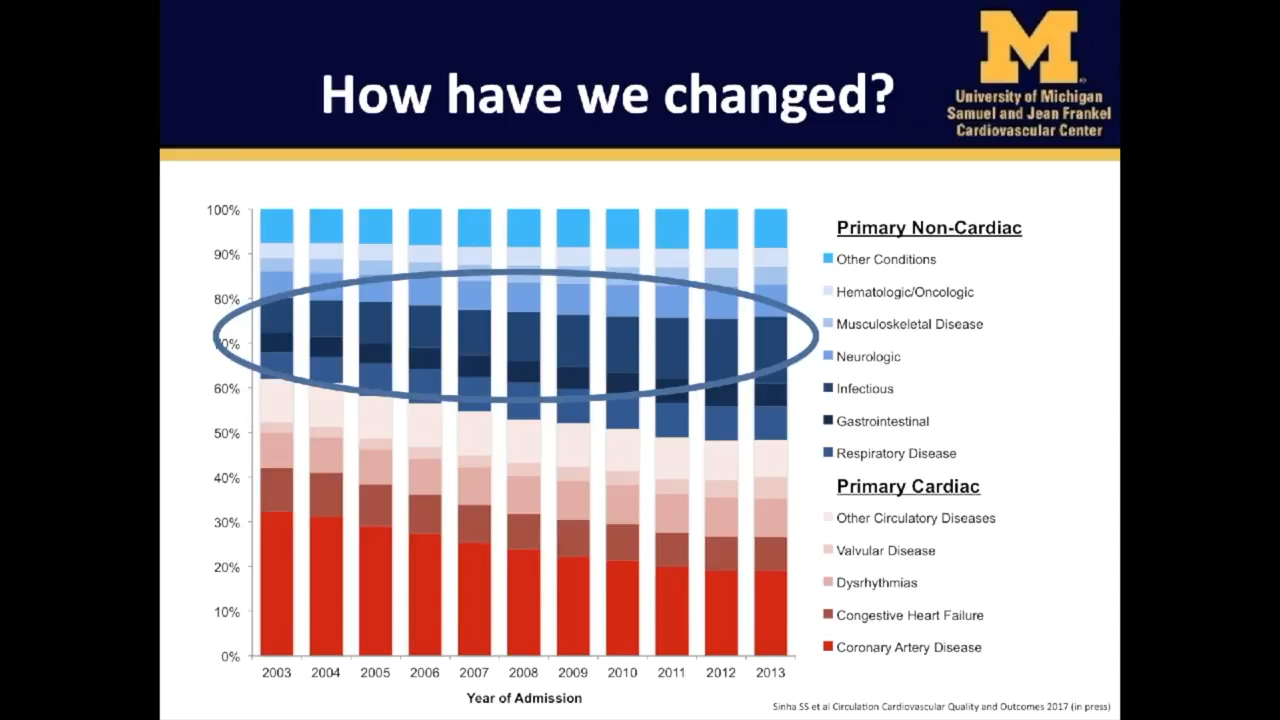 How have we changed?
M
University of Michigan
Samuel and Jean Frankel
Cardiovascular Center
100%
90%
80%
70%
60%
50%
40%
30%
20%
10%
0%
2003 2004 2005 2006 2007 2008 2009 2010 2011 2012 2013
Year of Admission
Primary Non-Cardiac
Other Conditions
Hematologic/Oncologic
Musculoskeletal Disease
Neurologic
Infectious
Gastrointestinal
Respiratory Disease
Primary Cardiac
Other Circulatory Diseases
Valvular Disease
Dysrhythmias
Congestive Heart Failure
Coronary Artery Disease
Sinha SS et al Circulation Cardiovascular Quality and Outcomes 2017 (in press)